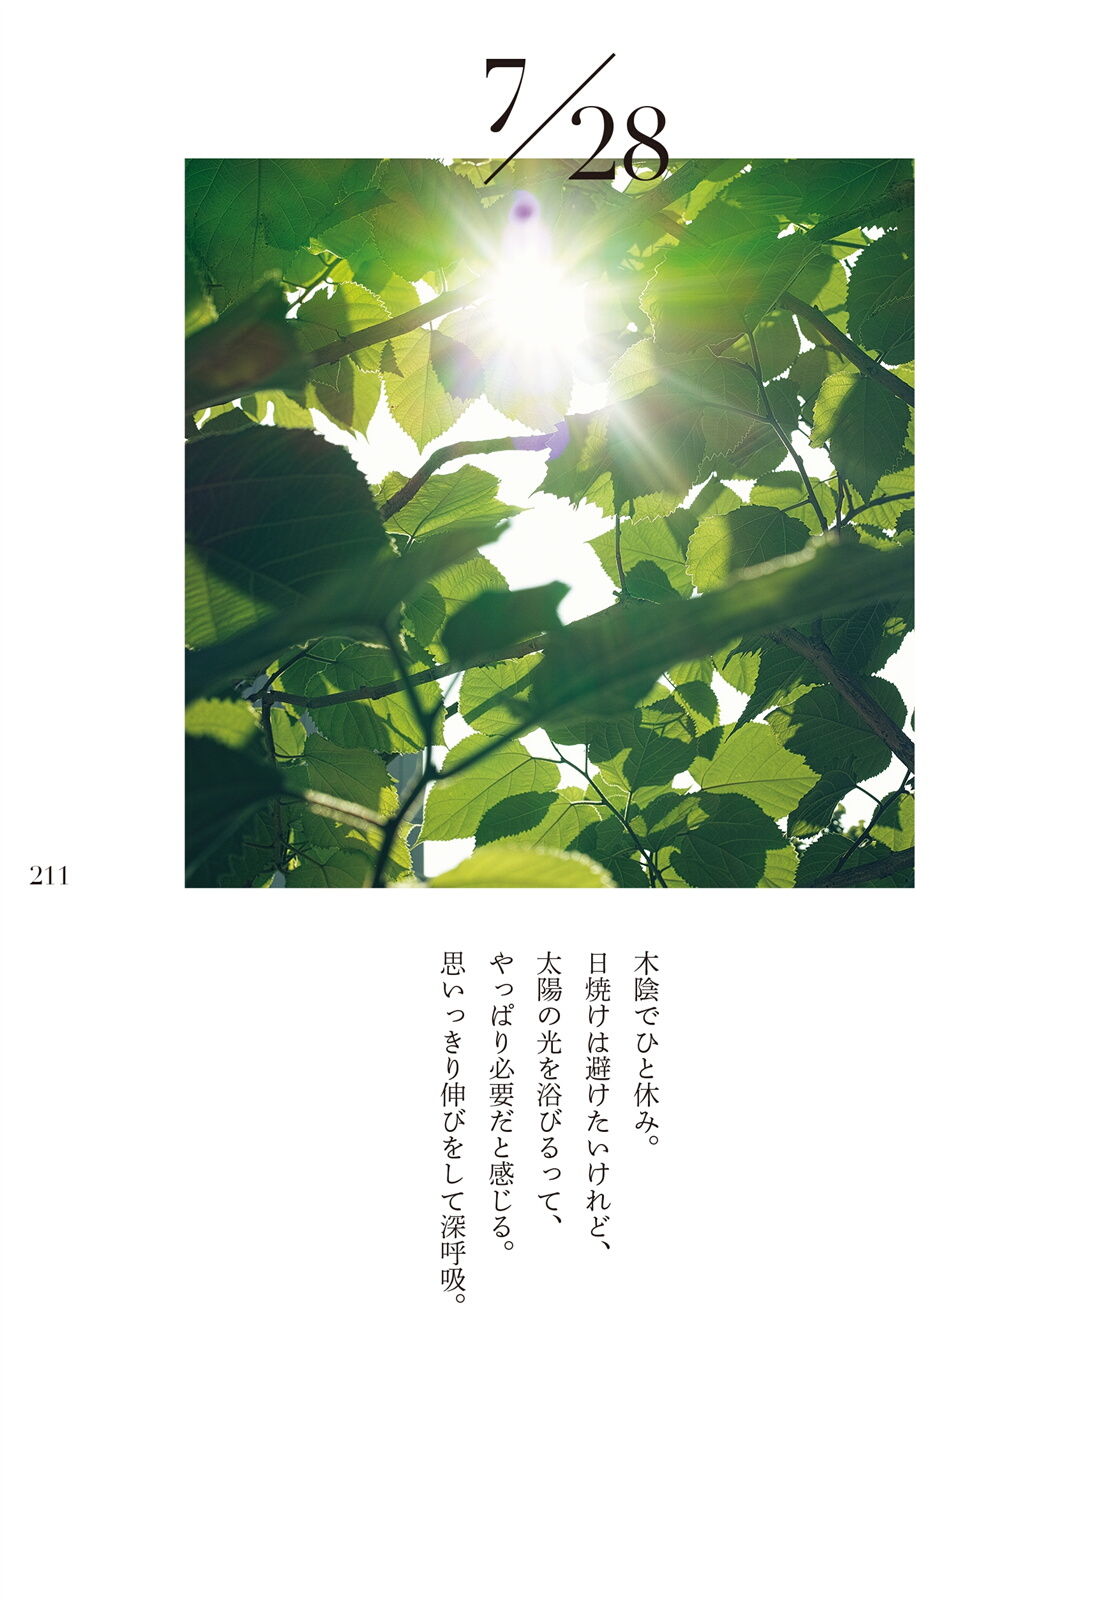 7/28
木陰でひと休み。
日焼けは避けたいけれど、
太陽の光を浴びるって、
やっぱり必要だと感じる。
思いっきり伸びをして深呼吸。
211